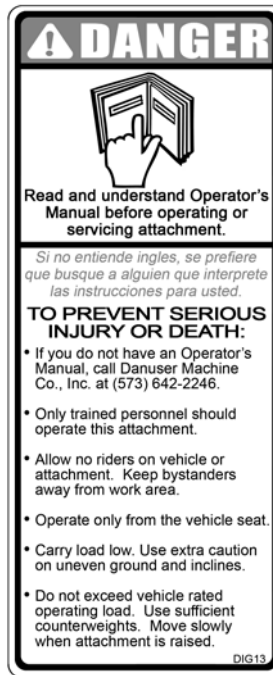 DANGER
Read and understand Operator's
Manual before operating or
servicing attachment.
Si no entiende ingles, se prefiere
que busque a alguien que interprete
las instrucciones para usted.
TO PREVENT SERIOUS
INJURY OR DEATH:
• If you do not have an Operator's
Manual, call Danuser Machine
Co., Inc. at (573) 642-2246.
• Only trained personnel should
operate this attachment.
• Allow no riders on vehicle or
attachment. Keep bystanders
away from work area.
• Operate only from the vehicle seat.
• Carry load low. Use extra caution
on uneven ground and inclines.
• Do not exceed vehicle rated
operating load. Use sufficient
counterweights. Move slowly
when attachment is raised.
DIG13